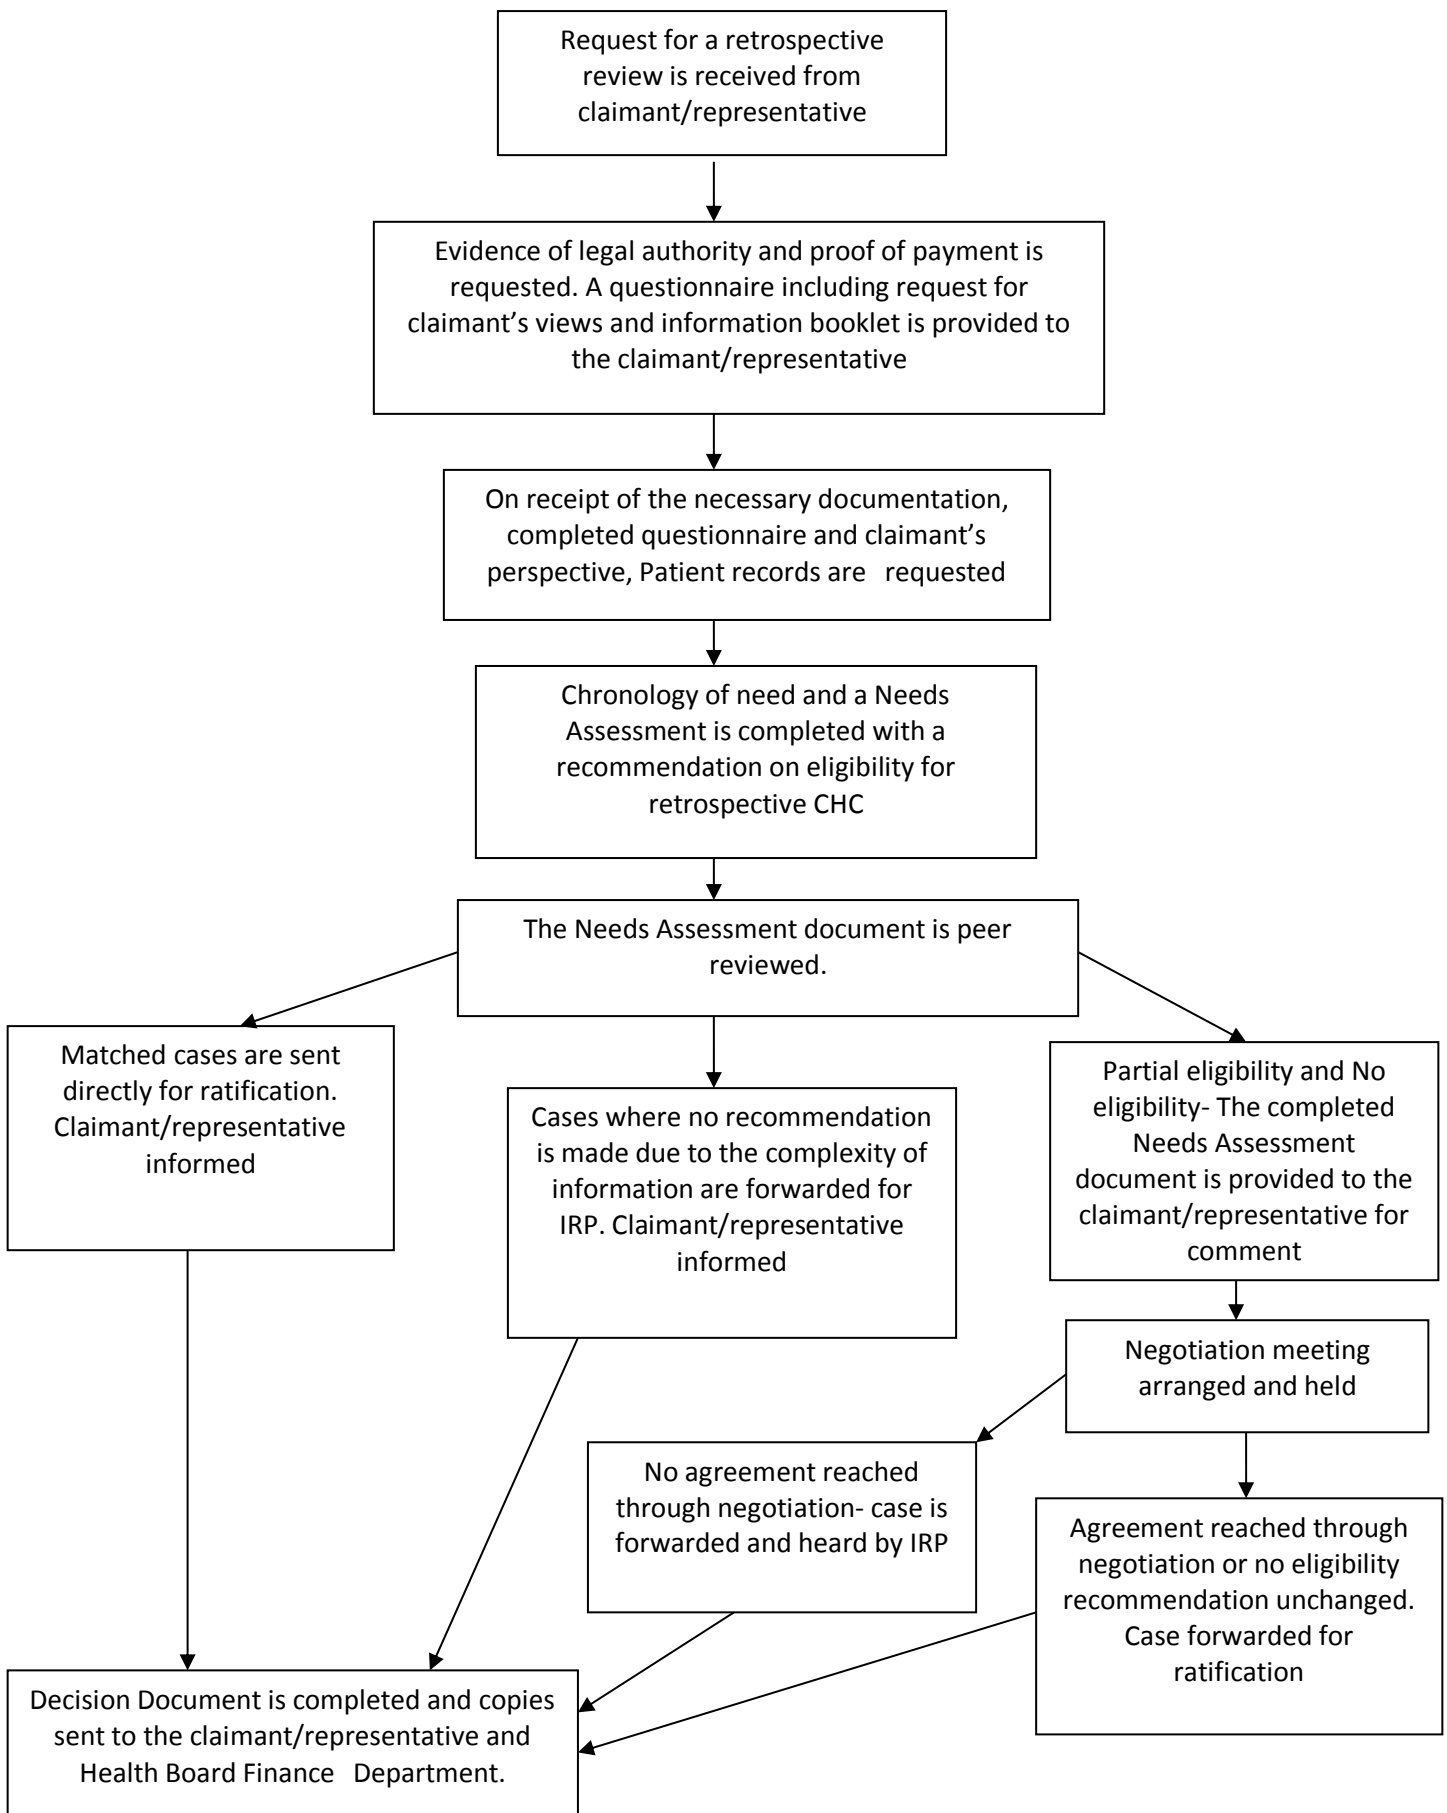 Request for a retrospective
review is received from
claimant/representative
Evidence of legal authority and proof of payment is
requested. A questionnaire including request for
claimant’s views and information booklet is provided to
the claimant/representative
On receipt of the necessary documentation,
completed questionnaire and claimant’s
perspective, Patient records are requested
Chronology of need and a Needs
Assessment is completed with a
recommendation on eligibility for
retrospective CHC
The Needs Assessment document is peer
reviewed.
Matched cases are sent
directly for ratification.
Claimant/representative
informed
Cases where no recommendation
is made due to the complexity of
information are forwarded for
IRP. Claimant/representative
informed
Partial eligibility and No
eligibility- The completed
Needs Assessment
document is provided to the
claimant/representative for
comment
Negotiation meeting
arranged and held
No agreement reached
through negotiation- case is
forwarded and heard by IRP
Agreement reached through
negotiation or no eligibility
recommendation unchanged.
Case forwarded for
ratification
Decision Document is completed and copies
sent to the claimant/representative and
Health Board Finance Department.